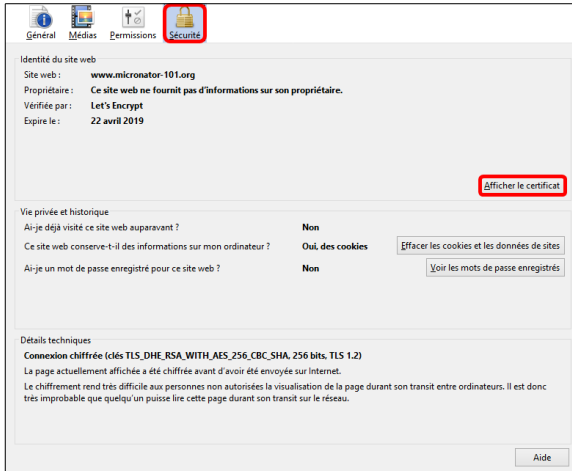 Général Médias Permissions Sécurité
Identité du site web
Site web : www.micronator-101.org
Propriétaire : Ce site web ne fournit pas d'informations sur son propriétaire.
Vérifiée par : Let's Encrypt
Expire le : 22 avril 2019
Afficher le certificat
Vie privée et historique
Ai-je déjà visité ce site web auparavant ? Non
Ce site web conserve-t-il des informations sur mon ordinateur ? Oui, des cookies Effacer les cookies et les données de sites
Ai-je un mot de passe enregistré pour ce site web ? Non Voir les mots de passe enregistrés
Détails techniques
Connexion chiffrée (clés TLS_DHE_RSA_WITH_AES_256_CBC_SHA, 256 bits, TLS 1.2)
La page actuellement affichée a été chiffrée avant d'avoir été envoyée sur Internet.
Le chiffrement rend très difficile aux personnes non autorisées la visualisation de la page durant son transit entre ordinateurs. Il est donc
très improbable que quelqu'un puisse lire cette page durant son transit sur le réseau.
Aide